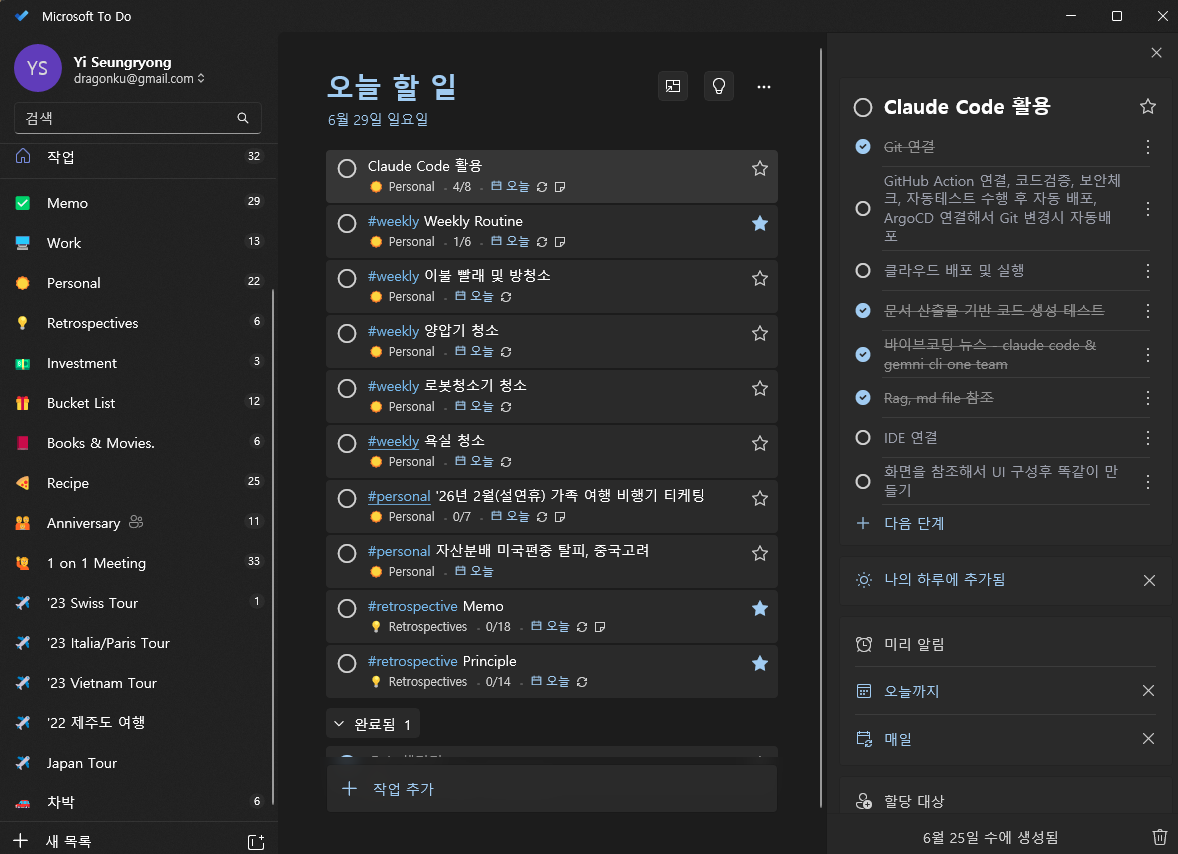 Microsoft To Do
YS
Yi Seungryong
dragonku@gmail.com
검색
작업 32
Memo 29
Work 13
Personal 22
Retrospectives 6
Investment 3
Bucket List 12
Books & Movies. 6
Recipe 25
Anniversary 11
1 on 1 Meeting 33
'23 Swiss Tour 1
'23 Italia/Paris Tour
'23 Vietnam Tour
'22 제주도 여행
Japan Tour
차박 6
새 목록
오늘 할 일
6월 29일 일요일
Claude Code 활용
Personal . 4/8 . 오늘
#weekly Weekly Routine
Personal . 1/6 . 오늘
#weekly 이불 빨래 및 방청소
Personal . 오늘
#weekly 양압기 청소
Personal . 오늘
#weekly 로봇청소기 청소
Personal . 오늘
#weekly 욕실 청소
Personal . 오늘
#personal '26년 2월(설연휴) 가족 여행 비행기 티케팅
Personal . 0/7 . 오늘
#personal 자산분배 미국편중 탈피, 중국고려
Personal . 오늘
#retrospective Memo
Retrospectives . 0/18 . 오늘
#retrospective Principle
Retrospectives . 0/14 . 오늘
완료됨 1
작업 추가
Claude Code 활용
Git 연결
GitHub Action 연결, 코드검증, 보안체
크, 자동테스트 수행 후 자동 배포,
ArgoCD 연결해서 Git 변경시 자동배
포
클라우드 배포 및 실행
문서 산출물 기반 코드 생성 테스트
바이브코딩 뉴스 - claude code &
gemni cli one team
Rag, md file 참조
IDE 연결
화면을 참조해서 UI 구성후 똑같이 만
들기
다음 단계
나의 하루에 추가됨
미리 알림
오늘까지
매일
할당 대상
6월 25일 수에 생성됨